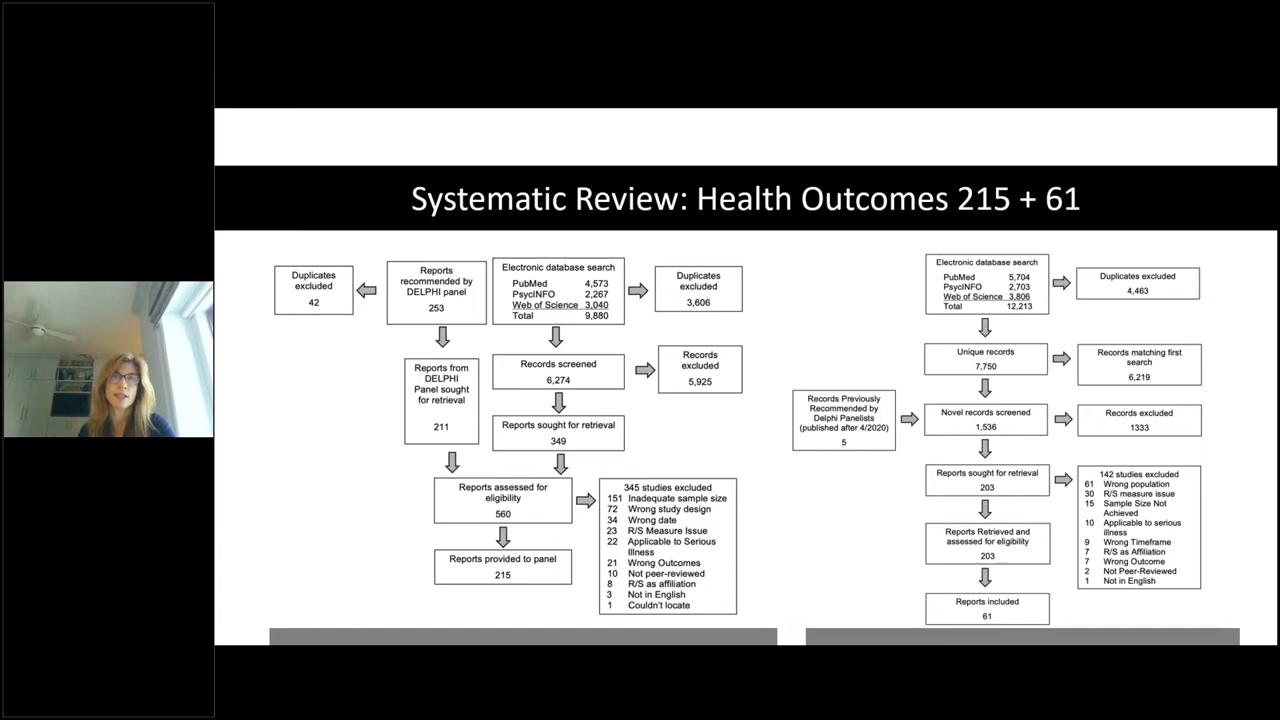 Systematic Review: Health Outcomes 215 + 61
Duplicates
excluded
42
Reports
recommended by
DELPHI panel
253
Electronic database search
PubMed 4,573
PsycINFO 2,267
Web of Science 3,040
Total 9,880
Duplicates
excluded
3,606
Reports from
DELPHI
Panel sought
for retrieval
211
Records screened
6,274
Records
excluded
5,925
Reports sought for retrieval
349
Reports assessed for
eligibility
560
345 studies excluded
151 Inadequate sample size
72 Wrong study design
34 Wrong date
23 R/S Measure Issue
22 Applicable to Serious
Illness
21 Wrong Outcomes
10 Not peer-reviewed
8 R/S as affiliation
3 Not in English
1 Couldn't locate
Reports provided to panel
215
Electronic database search
PubMed 5,704
PsycINFO 2,703
Web of Science 3,806
Total 12,213
Duplicates excluded
4,463
Unique records
7,750
Records matching first
search
6,219
Records Previously
Recommended by
Delphi Panelists
(published after 4/2020)
5
Novel records screened
1,536
Records excluded
1333
Reports sought for retrieval
203
142 studies excluded
61 Wrong population
30 R/S measure issue
15 Sample Size Not
Achieved
10 Applicable to serious
illness
9 Wrong Timeframe
7 R/S as Affiliation
7 Wrong Outcome
2 Not Peer-Reviewed
1 Not in English
Reports Retrieved and
assessed for eligibility
203
Reports included
61